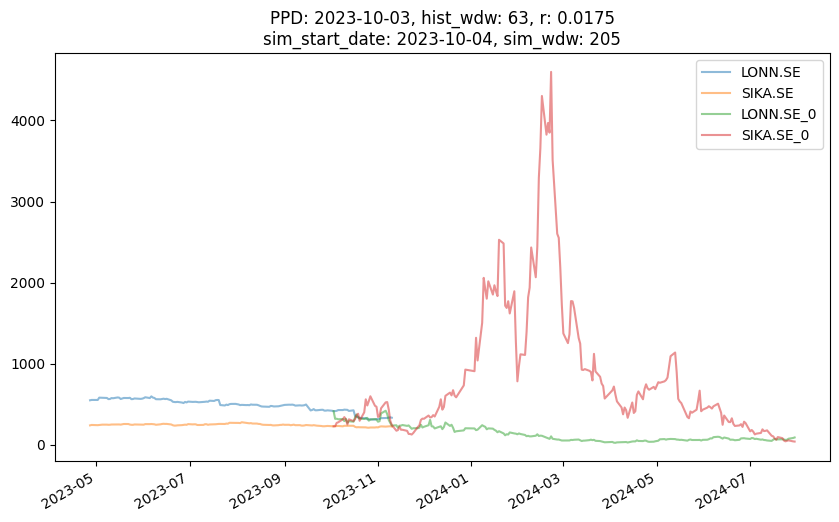 PPD: 2023-10-03, hist_wdw: 63, r: 0.0175
sim_start_date: 2023-10-04, sim_wdw: 205
LONN.SE
SIKA.SE
LONN.SE_0
SIKA.SE_0
4000
3000
2000
1000
0
2023-05
2023-07
2023-09
2023-11
2024-01
2024-03
2024-05
2024-07